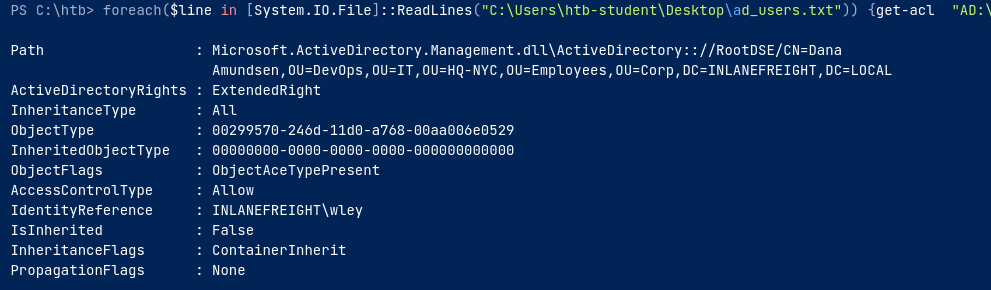 PS C:\htb> foreach($line in [System.IO.File]::ReadLines("C:\Users\htb-student\Desktop\ad_users.txt")) {get-acl  "AD:\
Path                  : Microsoft.ActiveDirectory.Management.dll\ActiveDirectory:://RootDSE/CN=Dana
                        Amundsen,OU=DevOps,OU=IT,OU=HQ-NYC,OU=Employees,OU=Corp,DC=INLANEFREIGHT,DC=LOCAL
ActiveDirectoryRights : ExtendedRight
InheritanceType       : All
ObjectType            : 00299570-246d-11d0-a768-00aa006e0529
InheritedObjectType   : 00000000-0000-0000-0000-000000000000
ObjectFlags           : ObjectAceTypePresent
AccessControlType     : Allow
IdentityReference     : INLANEFREIGHT\wley
IsInherited           : False
InheritanceFlags      : ContainerInherit
PropagationFlags      : None